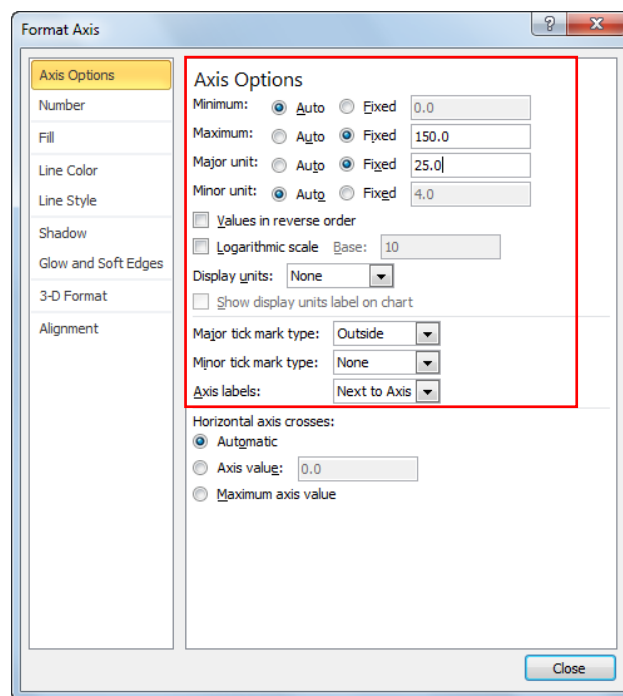 Format Axis
Axis Options
Number
Fill
Line Color
Line Style
Shadow
Glow and Soft Edges
3-D Format
Alignment
Axis Options
Minimum: Auto Fixed 0.0
Maximum: Auto Fixed 150.0
Major unit: Auto Fixed 25.0
Minor unit: Auto Fixed 4.0
Values in reverse order
Logarithmic scale Base: 10
Display units: None
Show display units label on chart
Major tick mark type: Outside
Minor tick mark type: None
Axis labels: Next to Axis
Horizontal axis crosses:
Automatic
Axis value: 0.0
Maximum axis value
Close